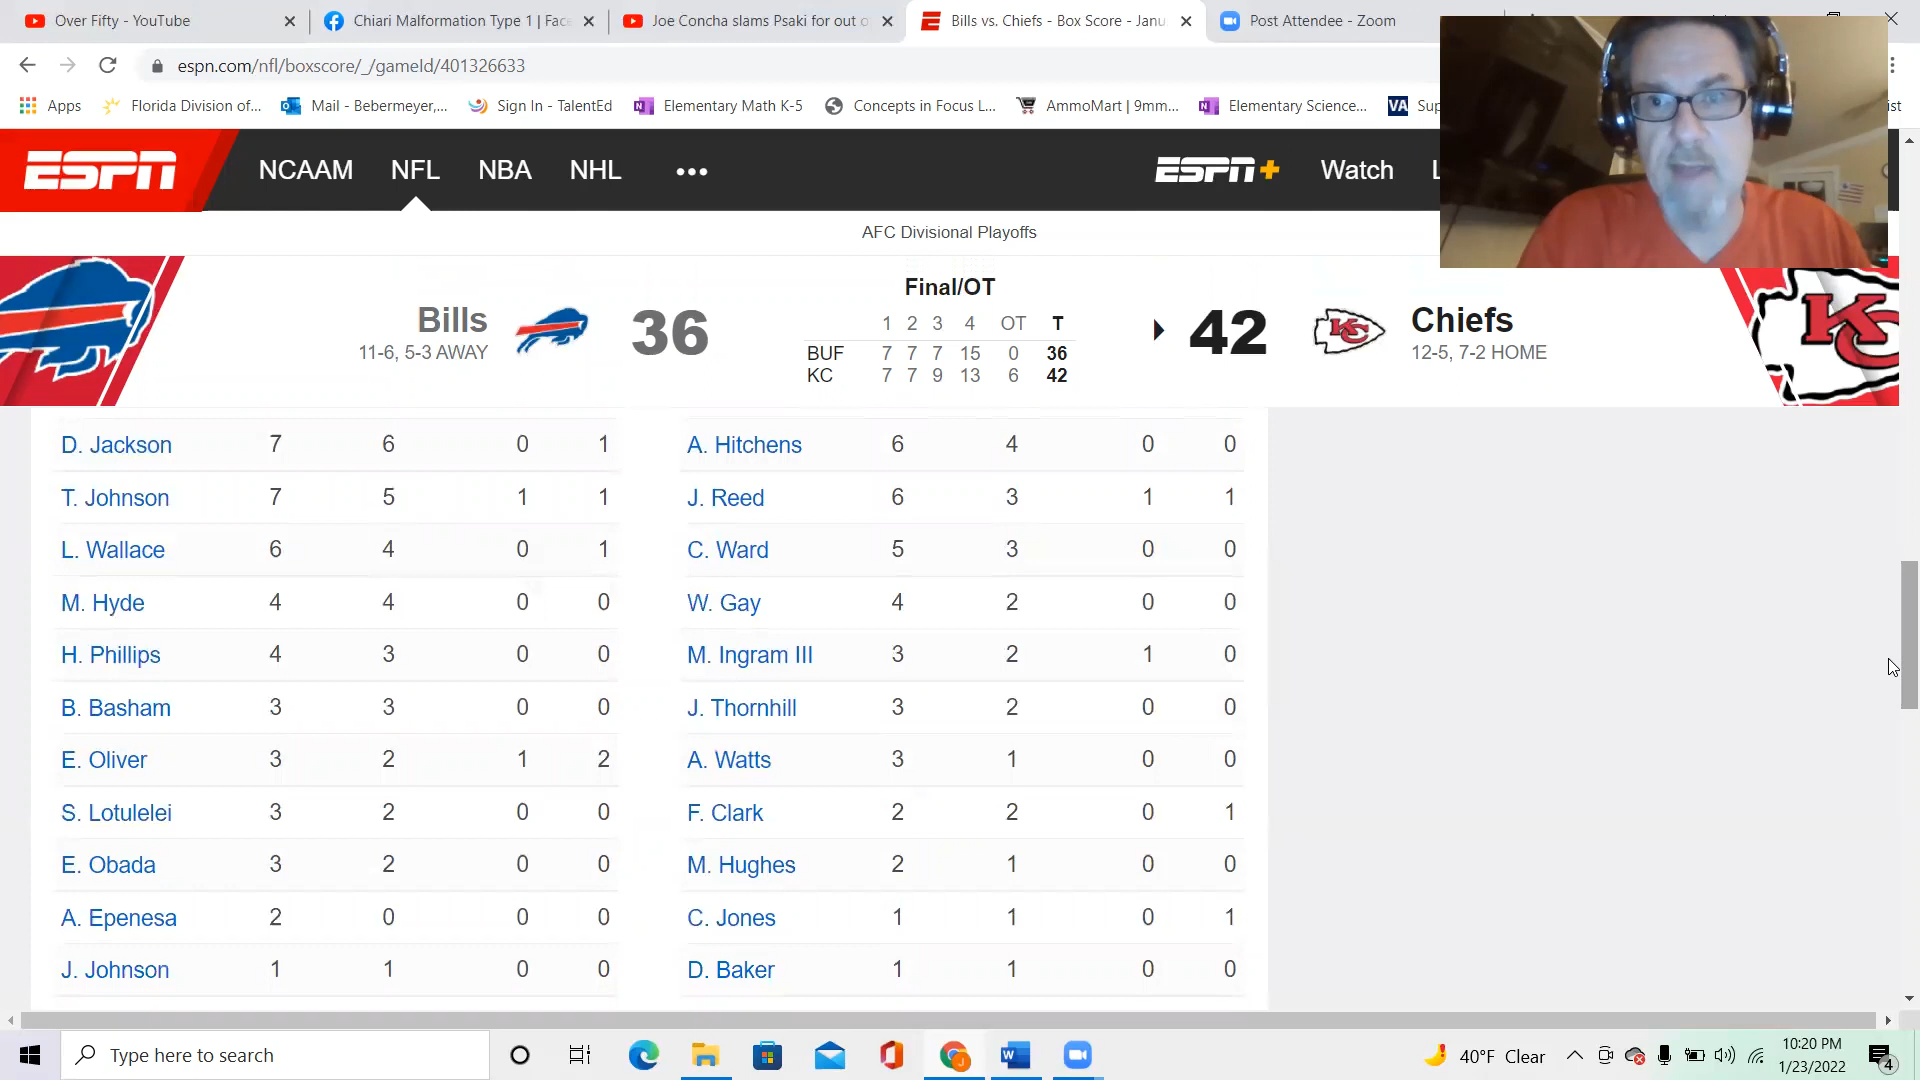 Over Fifty - YouTube
Chiari Malformation Type 1 | Fac
Joe Concha slams Psaki for out o
Bills vs. Chiefs - Box Score - Janu
Post Attendee - Zoom
espn.com/nfl/boxscore/_/gameId/401326633
Apps
Florida Division of...
Mail - Bebermeyer,...
Sign In - TalentEd
Elementary Math K-5
Concepts in Focus L...
AmmoMart | 9mm...
Elementary Science...
VA
Sup
ist
ESPN NCAAM NFL NBA NHL ••• ESPN+ Watch L
AFC Divisional Playoffs
Final/OT
Bills 36
11-6, 5-3 AWAY
1 2 3 4 OT T
BUF 7 7 7 15 0 36
KC 7 7 9 13 6 42
42 KC Chiefs
12-5, 7-2 HOME
KC
D. Jackson 7 6 0 1
T. Johnson 7 5 1 1
L. Wallace 6 4 0 1
M. Hyde 4 4 0 0
H. Phillips 4 3 0 0
B. Basham 3 3 0 0
E. Oliver 3 2 1 2
S. Lotulelei 3 2 0 0
E. Obada 3 2 0 0
A. Epenesa 2 0 0 0
J. Johnson 1 1 0 0
A. Hitchens 6 4 0 0
J. Reed 6 3 1 1
C. Ward 5 3 0 0
W. Gay 4 2 0 0
M. Ingram III 3 2 1 0
J. Thornhill 3 2 0 0
A. Watts 3 1 0 0
F. Clark 2 2 0 1
M. Hughes 2 1 0 0
C. Jones 1 1 0 1
D. Baker 1 1 0 0
Type here to search
40°F Clear
10:20 PM
1/23/2022
4